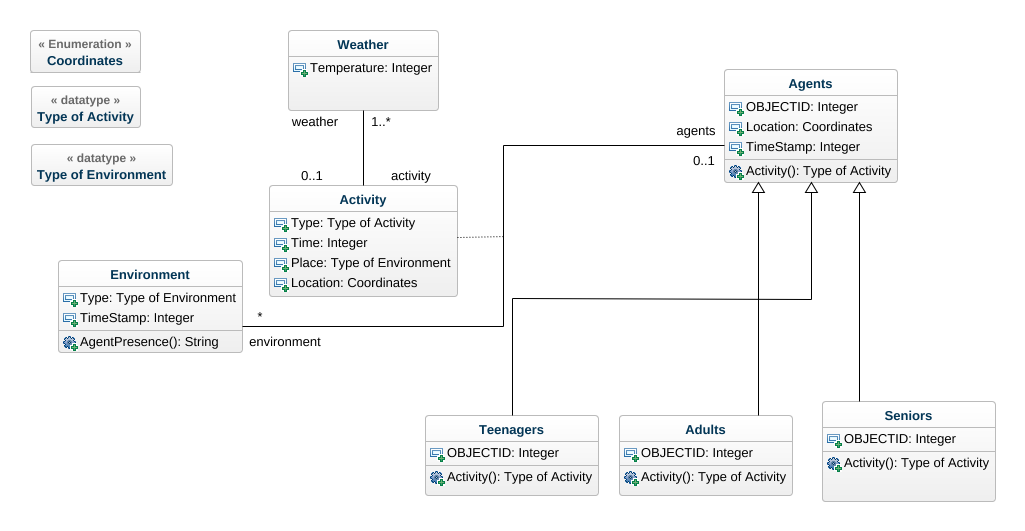 « Enumeration »
Coordinates
« datatype »
Type of Activity
« datatype »
Type of Environment
Weather
Temperature: Integer
weather
1..*
0..1
activity
Activity
Type: Type of Activity
Time: Integer
Place: Type of Environment
Location: Coordinates
Agents
OBJECTID: Integer
Location: Coordinates
TimeStamp: Integer
Activity(): Type of Activity
agents
0..1
Environment
Type: Type of Environment
TimeStamp: Integer
AgentPresence(): String
*
environment
Teenagers
OBJECTID: Integer
Activity(): Type of Activity
Adults
OBJECTID: Integer
Activity(): Type of Activity
Seniors
OBJECTID: Integer
Activity(): Type of Activity